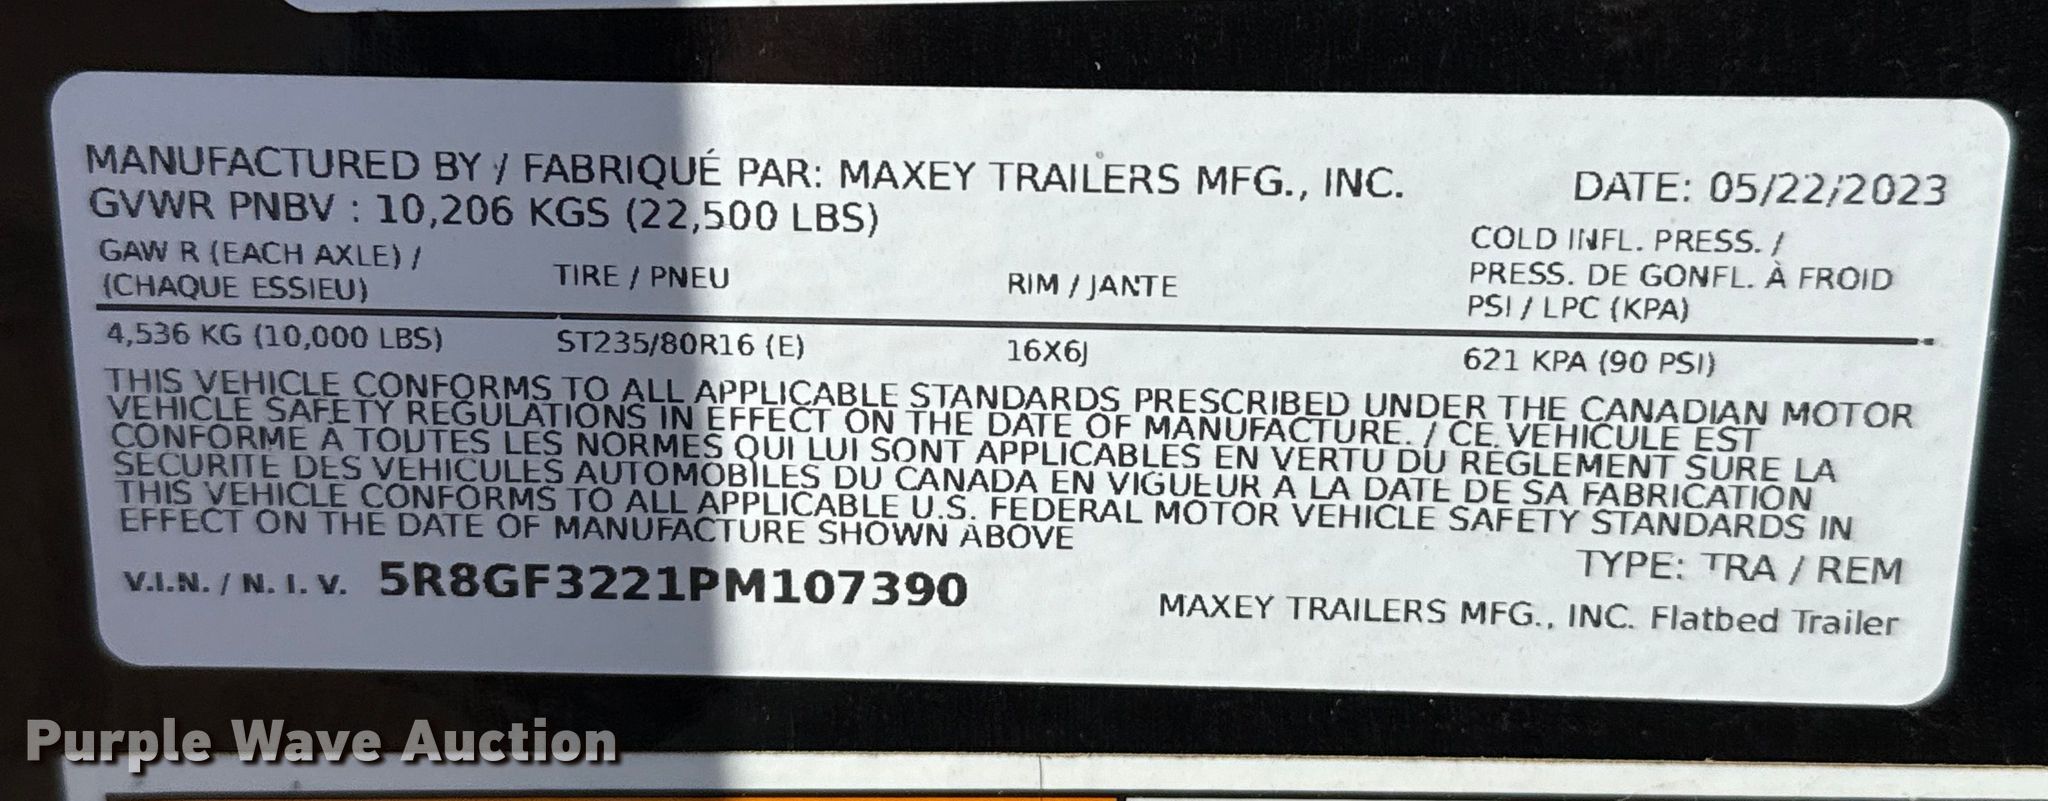 MANUFACTURED BY / FABRIQUÉ PAR: MAXEY TRAILERS MFG., INC. DATE: 05/22/2023
GVWR PNBV : 10,206 KGS (22,500 LBS)
GAW R (EACH AXLE) /
(CHAQUE ESSIEU)
TIRE / PNEU
RIM / JANTE
COLD INFL. PRESS. /
PRESS. DE GONFL. À FROID
PSI / LPC (KPA)
4,536 KG (10,000 LBS) ST235/80R16 (E) 16X6J 621 KPA (90 PSI)
THIS VEHICLE CONFORMS TO ALL APPLICABLE STANDARDS PRESCRIBED UNDER THE CANADIAN MOTOR
VEHICLE SAFETY REGULATIONS IN EFFECT ON THE DATE OF MANUFACTURE. / CE VEHICULE EST
CONFORME À TOUTES LES NORMES QUI LUI SONT APPLICABLES EN VERTU DU REGLEMENT SURE LA
SECURITE DES VEHICULES AUTOMOBILES DU CANADA EN VIGUEUR A LA DATE DE SA FABRICATION
THIS VEHICLE CONFORMS TO ALL APPLICABLE U.S. FEDERAL MOTOR VEHICLE SAFETY STANDARDS IN
EFFECT ON THE DATE OF MANUFACTURE SHOWN ABOVE
TYPE: TRA / REM
V.I.N. / N. I. V. 5R8GF3221PM107390
MAXEY TRAILERS MFG., INC. Flatbed Trailer
Purple Wave Auction